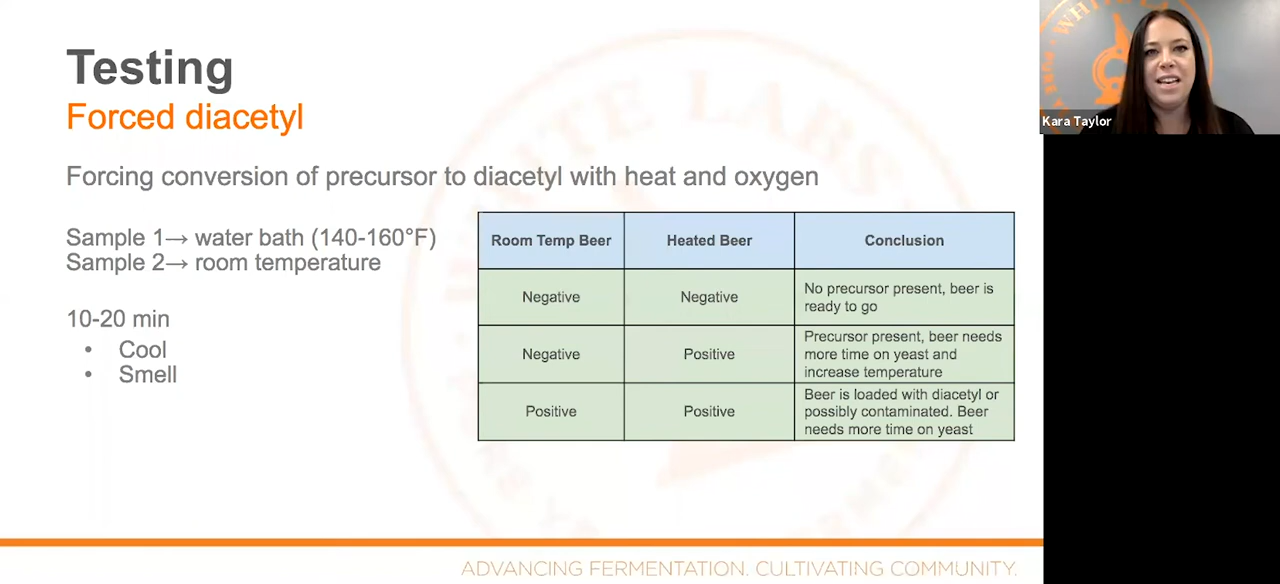 Testing
Forced diacetyl
Forcing conversion of precursor to diacetyl with heat and oxygen
Sample 1→ water bath (140-160°F)
Sample 2→ room temperature
10-20 min
• Cool
• Smell
Room Temp Beer Heated Beer Conclusion
Negative Negative No precursor present, beer is
ready to go
Negative Positive Precursor present, beer needs
more time on yeast and
increase temperature
Positive Positive Beer is loaded with diacetyl or
possibly contaminated. Beer
needs more time on yeast
WHITE LABS
ADVANCING FERMENTATION. CULTIVATING COMMUNITY.
Kara Taylor